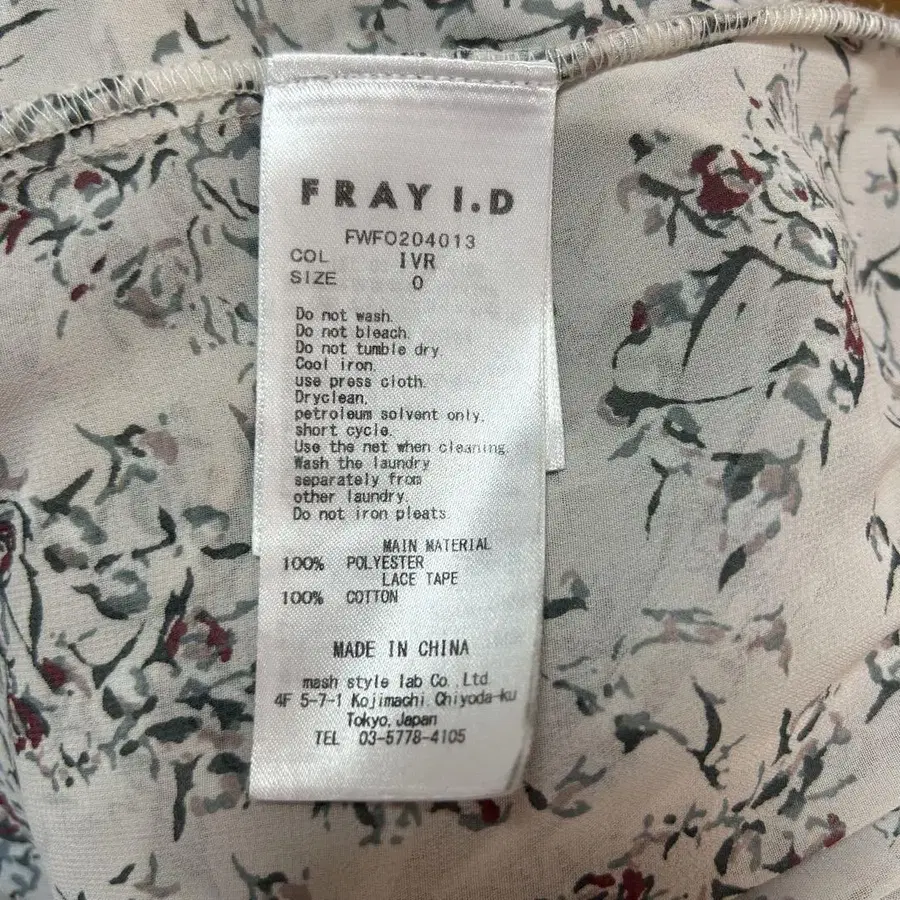 FRAY I.D
FWFO204013
COL IVR
SIZE 0
Do not wash.
Do not bleach.
Do not tumble dry.
Cool iron.
use press cloth.
Dryclean.
petroleum solvent only.
short cycle.
Use the net when cleaning.
Wash the laundry
separately from
other laundry.
Do not iron pleats.
MAIN MATERIAL
100% POLYESTER
LACE TAPE
100% COTTON
MADE IN CHINA
mash style lab Co.,Ltd.
4F 5-7-1 Kojimachi Chiyoda-ku
Tokyo,Japan
TEL 03-5778-4105